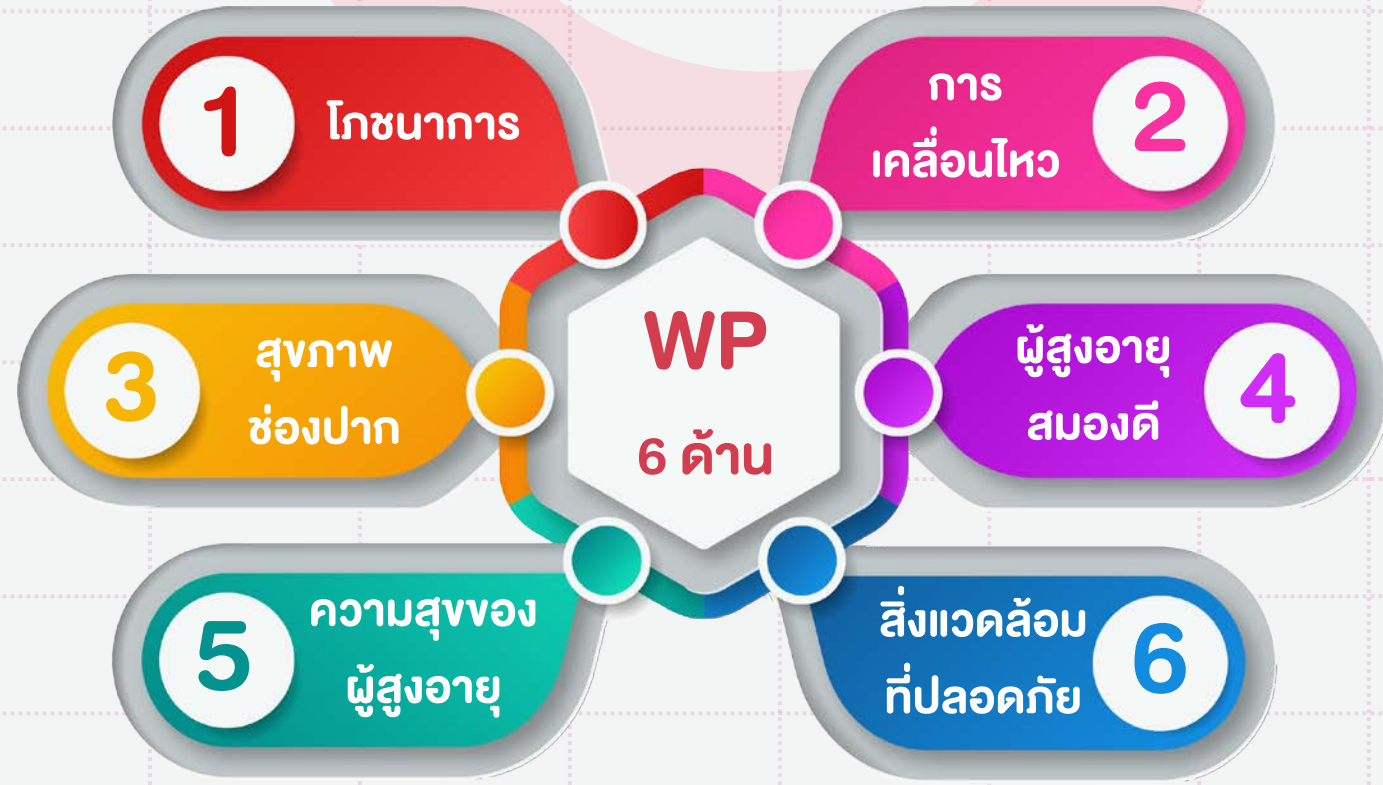 1
โภชนาการ
การ
เคลื่อนไหว
2
3
สุขภาพ
ช่องปาก
WP
6 ด้าน
ผู้สูงอายุ
สมองดี
4
5
ความสุขของ
ผู้สูงอายุ
สิ่งแวดล้อม
ที่ปลอดภัย
6